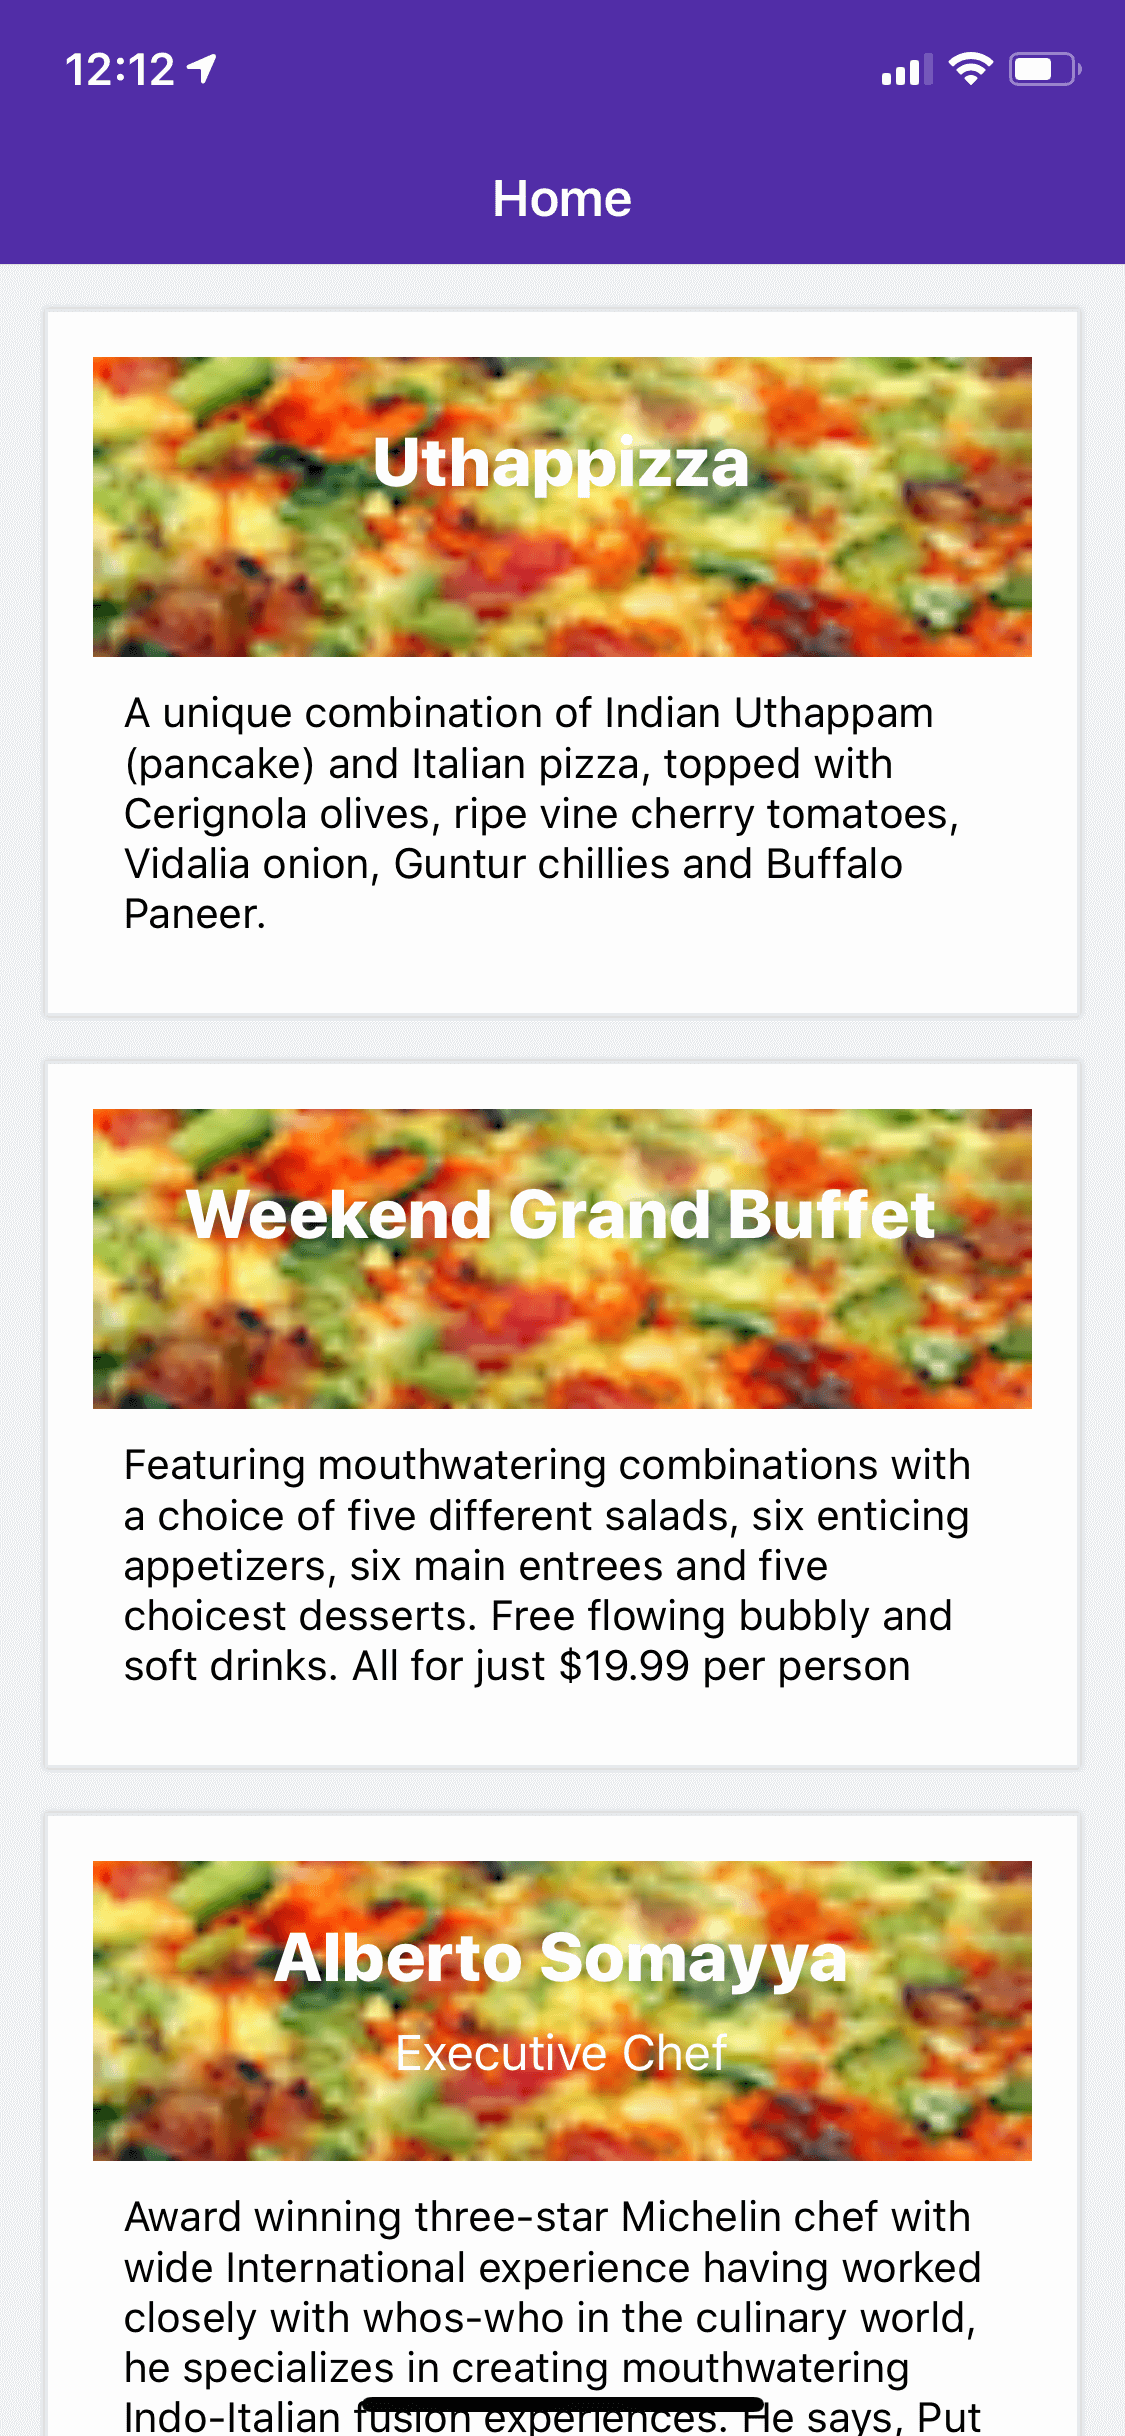 12:12
Home
Uthappizza
A unique combination of Indian Uthappam
(pancake) and Italian pizza, topped with
Cerignola olives, ripe vine cherry tomatoes,
Vidalia onion, Guntur chillies and Buffalo
Paneer.
Weekend Grand Buffet
Featuring mouthwatering combinations with
a choice of five different salads, six enticing
appetizers, six main entrees and five
choicest desserts. Free flowing bubbly and
soft drinks. All for just $19.99 per person
Alberto Somayya
Executive Chef
Award winning three-star Michelin chef with
wide International experience having worked
closely with whos-who in the culinary world,
he specializes in creating mouthwatering
Indo-Italian fusion experiences. He says, Put